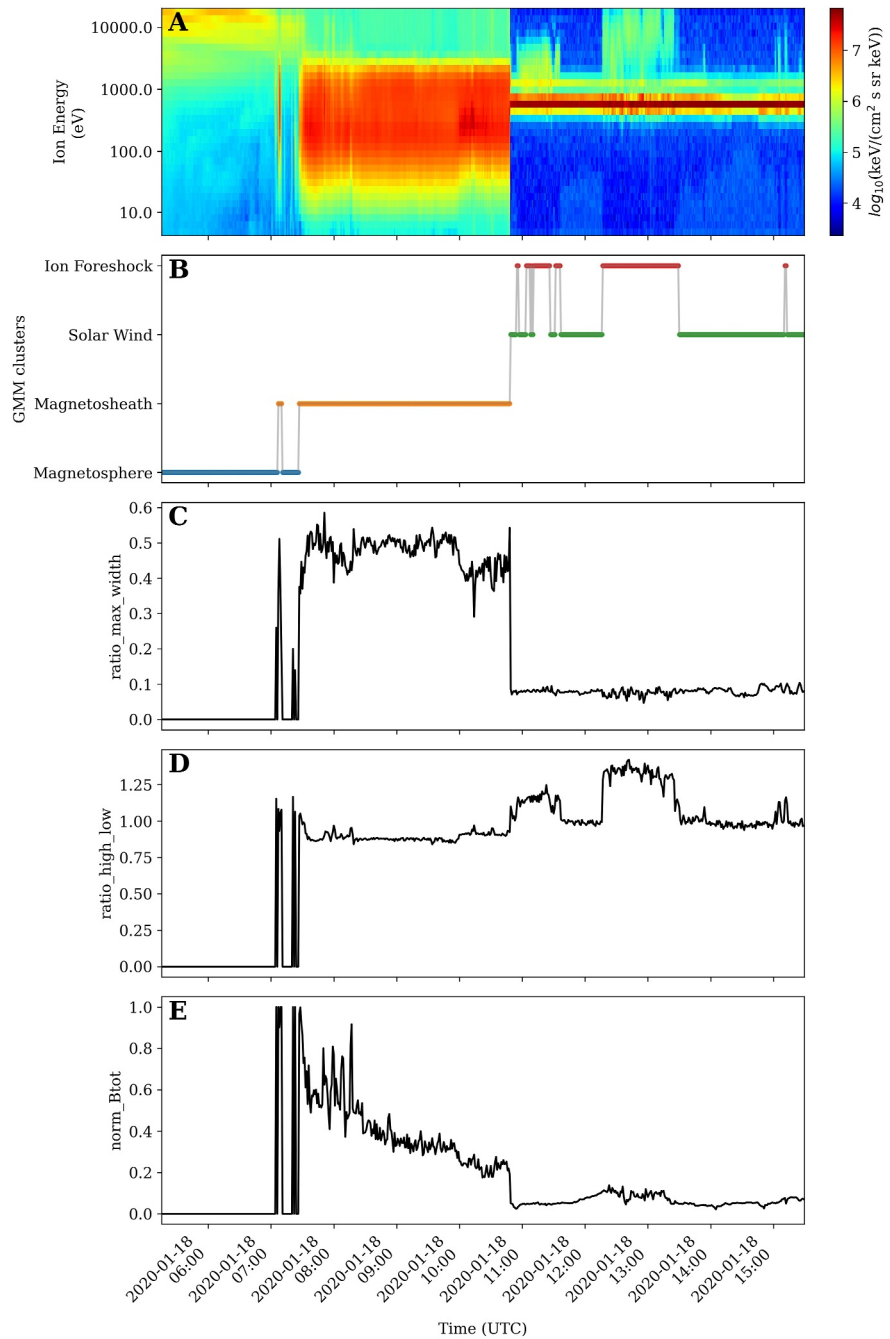 A
10000.0
1000.0
100.0
10.0
Ion Energy
(eV)
7
6
5
4
log10(keV/(cm2 s sr keV))
B
Ion Foreshock
Solar Wind
Magnetosheath
Magnetosphere
GMM clusters
C
0.6
0.5
0.4
0.3
0.2
0.1
0.0
ratio_max_width
D
1.25
1.00
0.75
0.50
0.25
0.00
ratio_high_low
E
1.0
0.8
0.6
0.4
0.2
0.0
norm_Btot
2020-01-18
06:00
2020-01-18
07:00
2020-01-18
08:00
2020-01-18
09:00
2020-01-18
10:00
2020-01-18
11:00
2020-01-18
12:00
2020-01-18
13:00
2020-01-18
14:00
2020-01-18
15:00
Time (UTC)